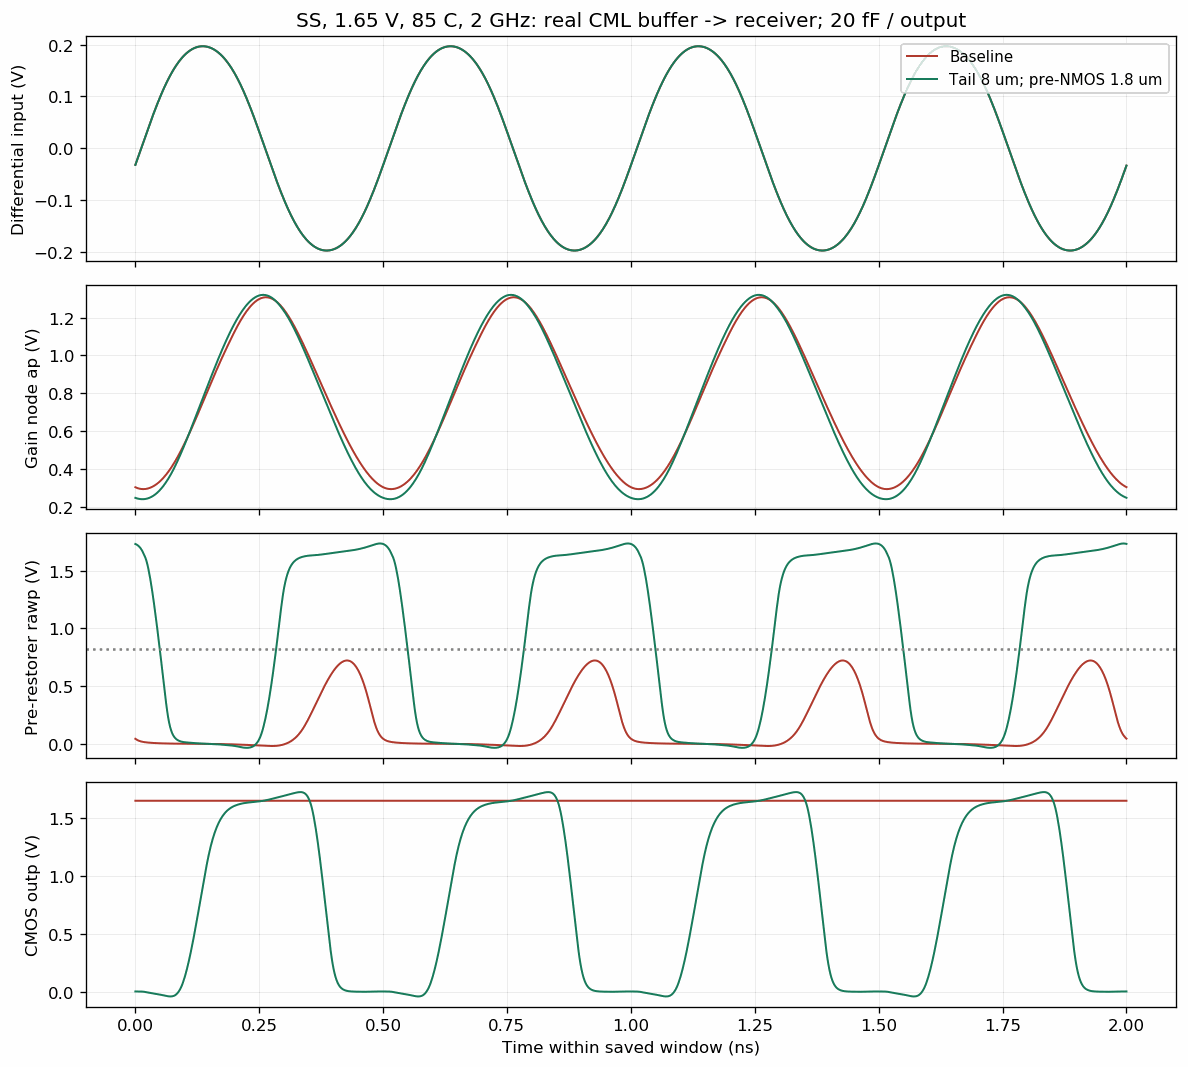 SS, 1.65 V, 85 C, 2 GHz: real CML buffer -> receiver; 20 fF / output
Differential input (V)
0.2
0.1
0.0
−0.1
−0.2
Baseline
Tail 8 um; pre-NMOS 1.8 um
Gain node ap (V)
1.2
1.0
0.8
0.6
0.4
0.2
Pre-restorer rawp (V)
1.5
1.0
0.5
0.0
CMOS outp (V)
1.5
1.0
0.5
0.0
0.00 0.25 0.50 0.75 1.00 1.25 1.50 1.75 2.00
Time within saved window (ns)